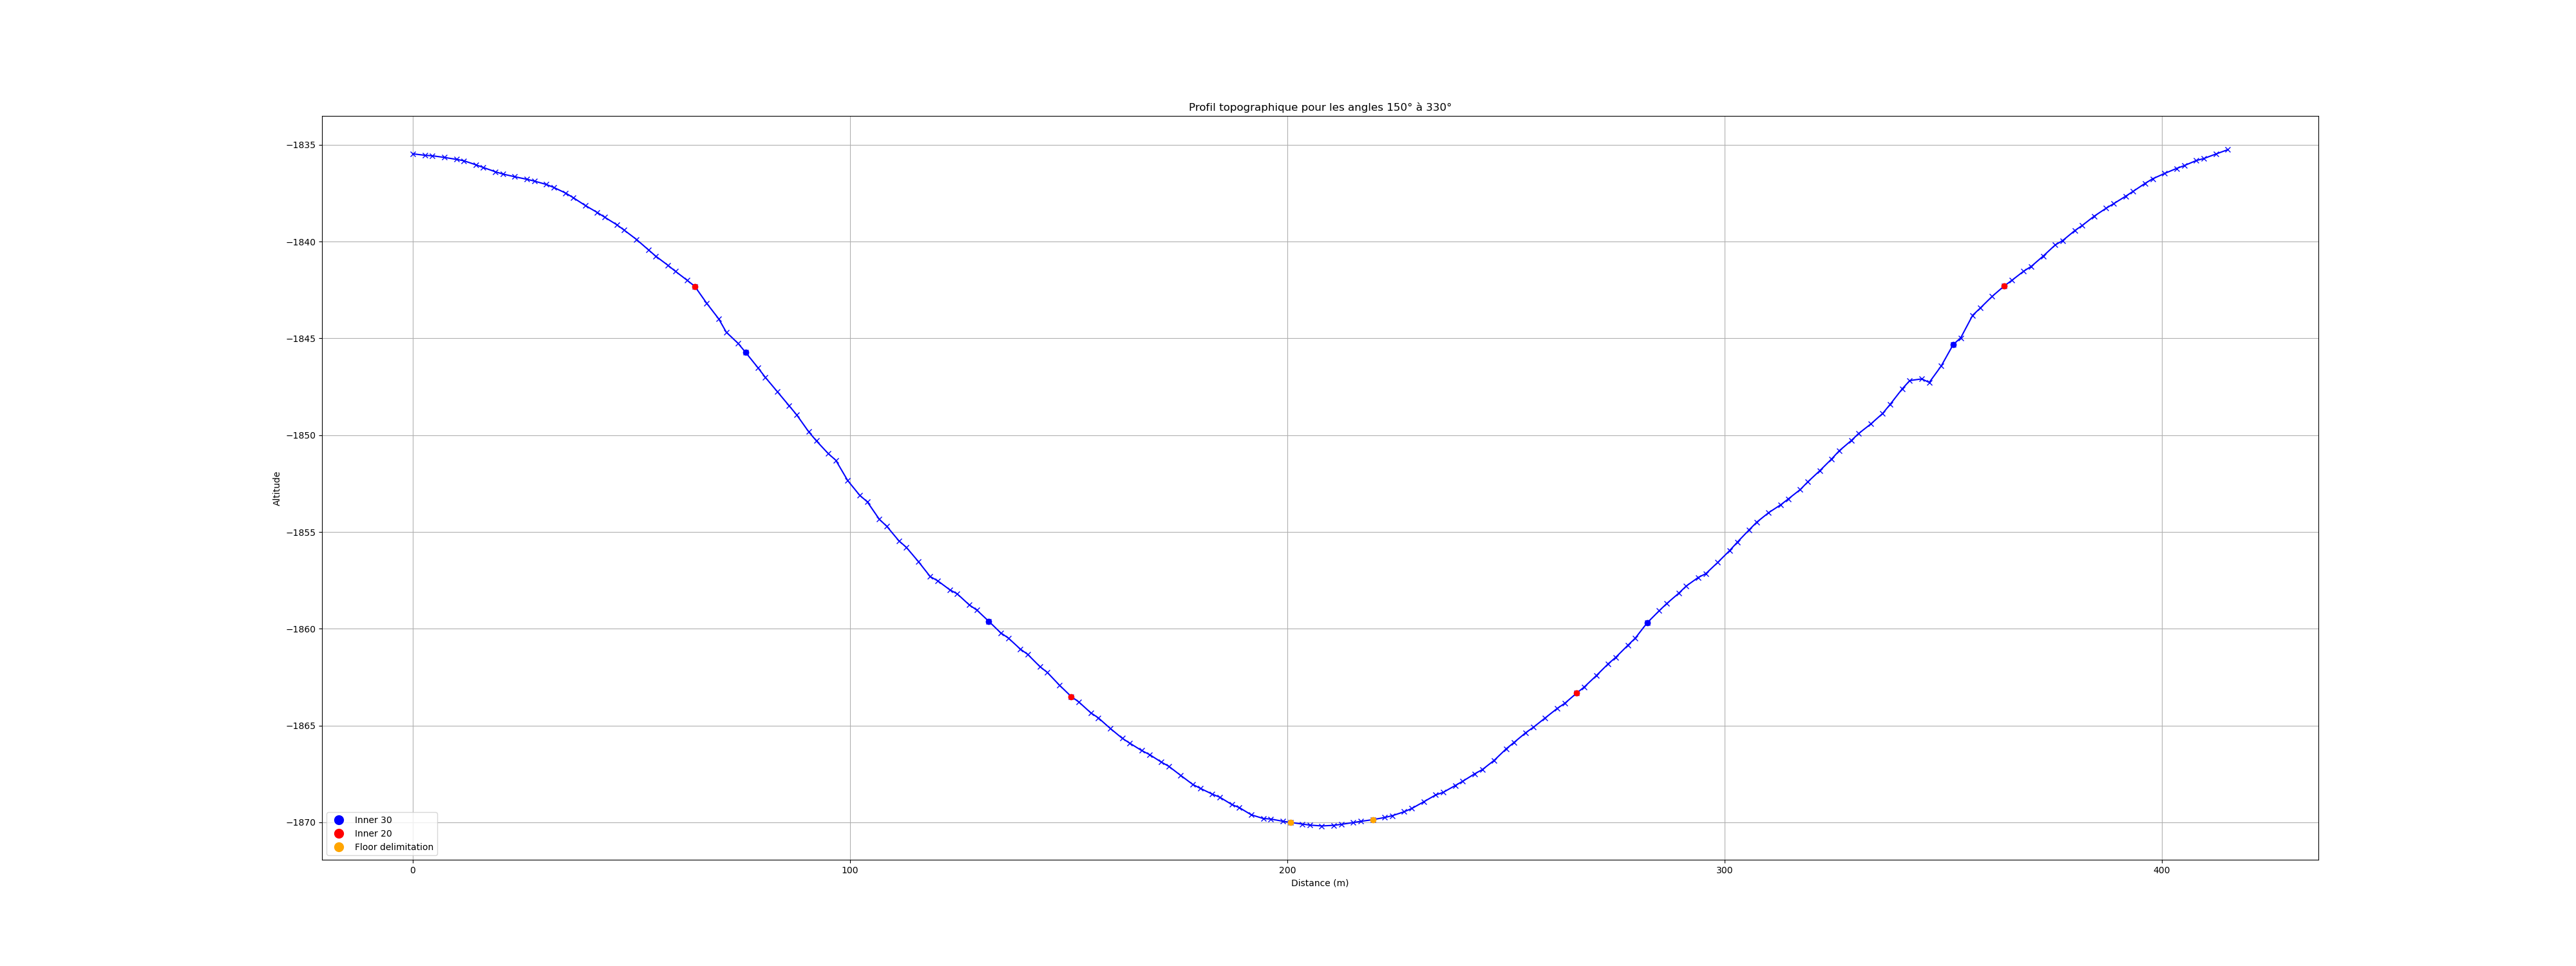 Profil topographique pour les angles 150° à 330°
−1835
−1840
−1845
−1850
−1855
−1860
−1865
−1870
Altitude
Inner 30
Inner 20
Floor delimitation
0 100 200 300 400
Distance (m)